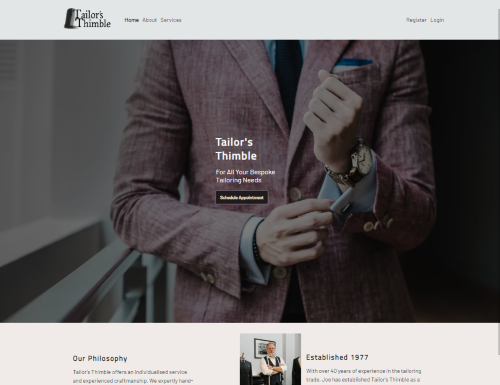 Tailor's
Thimble
Home About Services
Register Login
Tailor's
Thimble
For All Your Bespoke
Tailoring Needs
Schedule Appointment
Our Philosophy
Tailor's Thimble offers an individualised service
and experienced craftmanship. We expertly hand-
Established 1977
With over 40 years of experience in the tailoring
trade, Joe has established Tailor's Thimble as a